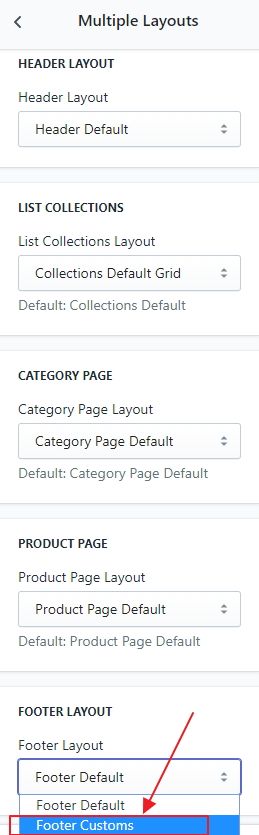 Multiple Layouts
HEADER LAYOUT
Header Layout
Header Default
LIST COLLECTIONS
List Collections Layout
Collections Default Grid
Default: Collections Default
CATEGORY PAGE
Category Page Layout
Category Page Default
Default: Category Page Default
PRODUCT PAGE
Product Page Layout
Product Page Default
Default: Product Page Default
FOOTER LAYOUT
Footer Layout
Footer Default
Footer Default
Footer Customs